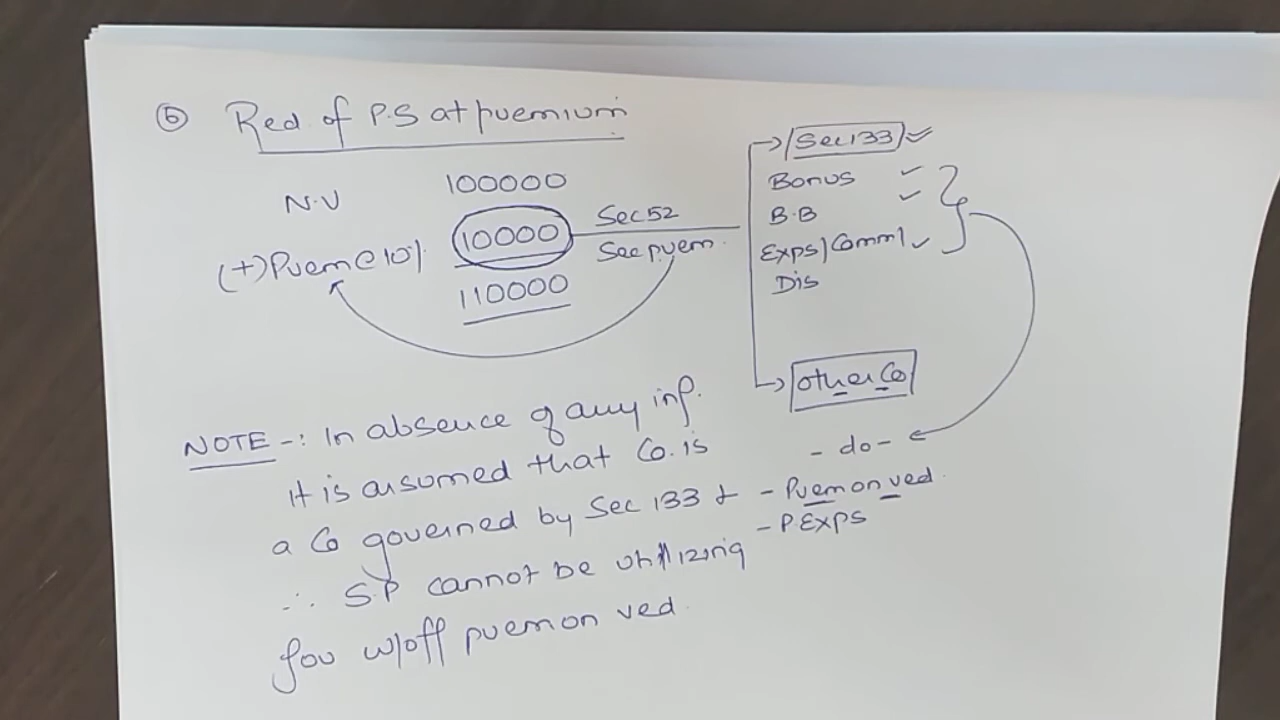 ⑤ Red of P.S at premium
N.V 100000
(+) Prem@10% 10000
110000
Sec 52
Sec prem.
Sec 133
Bonus
B.B
Exps/Comm
Dis
other Co
- do -
- Prem on red.
- P.Exps
NOTE -: In absence of any inf.
it is assumed that Co. is
a Co governed by Sec 133 &
∴ S.P cannot be utilizing
for w/off prem on red.